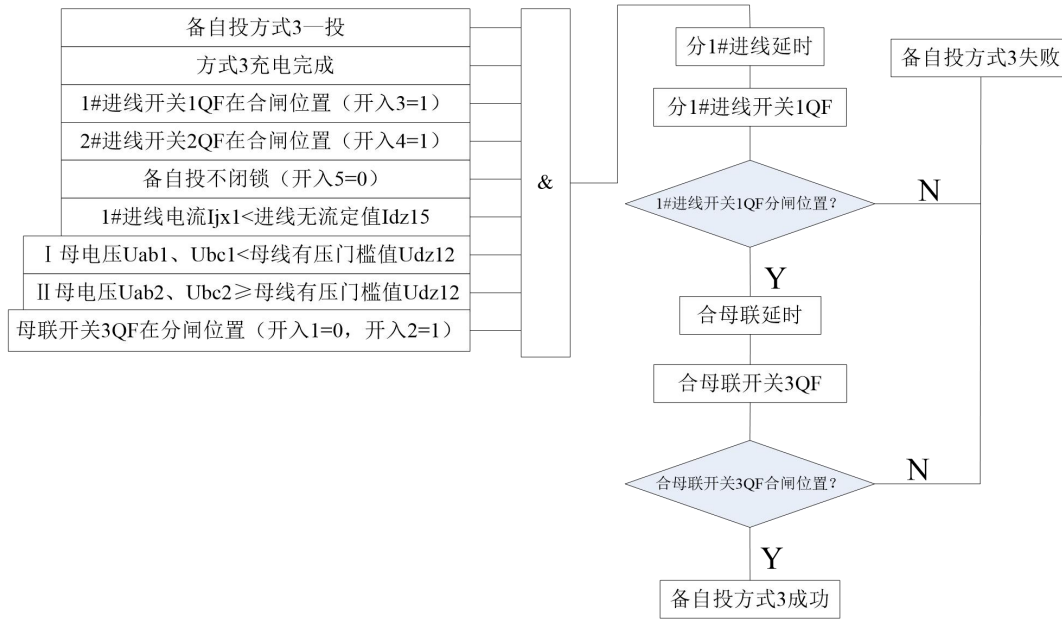 备自投方式3—投
方式3充电完成
1#进线开关1QF在合闸位置（开入3=1）
2#进线开关2QF在合闸位置（开入4=1）
备自投不闭锁（开入5=0）
1#进线电流Ijx1<进线无流定值Idz15
Ⅰ母电压Uab1、Ubc1<母线有压门槛值Udz12
Ⅱ母电压Uab2、Ubc2≥母线有压门槛值Udz12
母联开关3QF在分闸位置（开入1=0，开入2=1）
&
分1#进线延时
分1#进线开关1QF
1#进线开关1QF分闸位置？
N
Y
合母联延时
合母联开关3QF
合母联开关3QF合闸位置？
N
Y
备自投方式3成功
备自投方式3失败